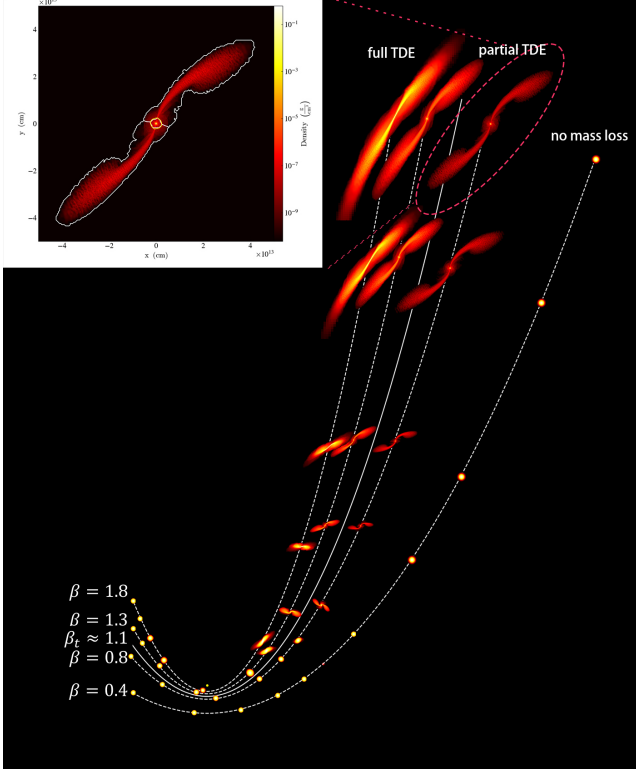 full TDE
partial TDE
no mass loss
4
2
0
−2
−4
y (cm)
−4
−2
0
2
4
x (cm)
×10¹³
10⁻¹
10⁻³
10⁻⁵
10⁻⁷
10⁻⁹
Density (g/cm³)
β = 1.8
β = 1.3
βₜ ≈ 1.1
β = 0.8
β = 0.4